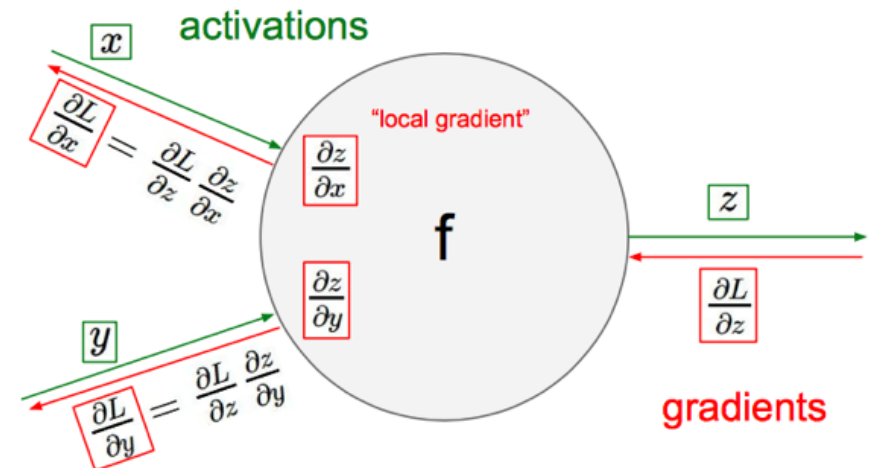 activations
x
∂L/∂x = ∂L/∂z ∂z/∂x
“local gradient”
∂z/∂x
f
z
∂z/∂y
∂L/∂z
y
∂L/∂y = ∂L/∂z ∂z/∂y
gradients